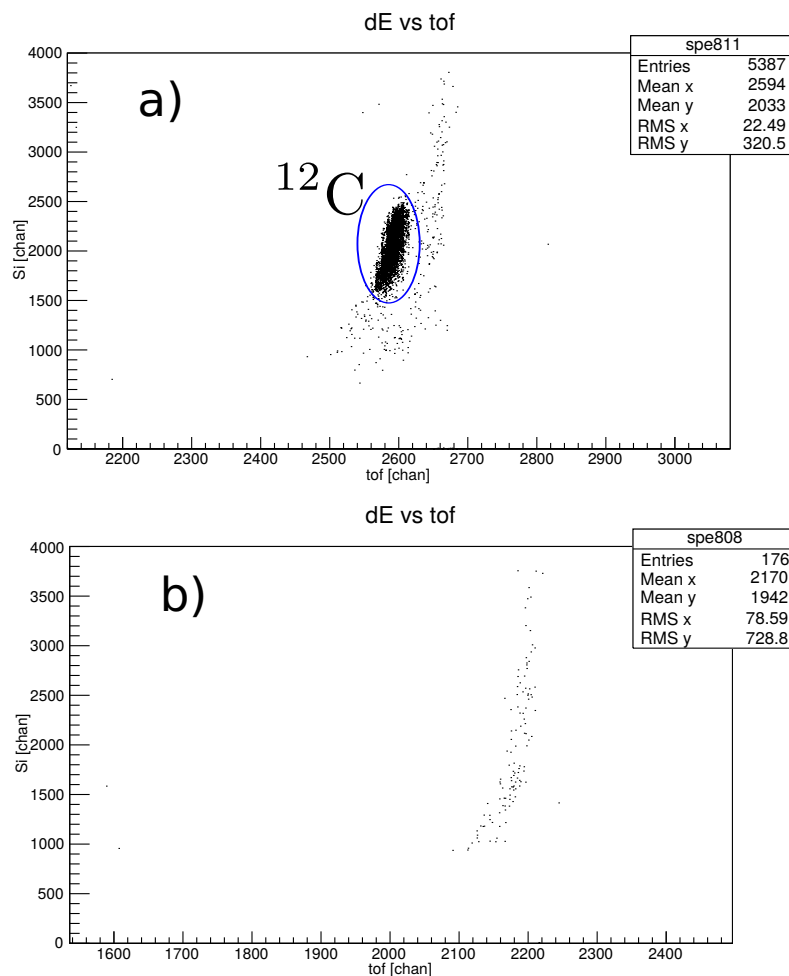 dE vs tof
spe811
Entries 5387
Mean x 2594
Mean y 2033
RMS x 22.49
RMS y 320.5
a)
¹²C
Si [chan]
4000
3500
3000
2500
2000
1500
1000
500
0
2200 2300 2400 2500 2600 2700 2800 2900 3000
tof [chan]
dE vs tof
spe808
Entries 176
Mean x 2170
Mean y 1942
RMS x 78.59
RMS y 728.8
b)
Si [chan]
4000
3500
3000
2500
2000
1500
1000
500
0
1600 1700 1800 1900 2000 2100 2200 2300 2400
tof [chan]